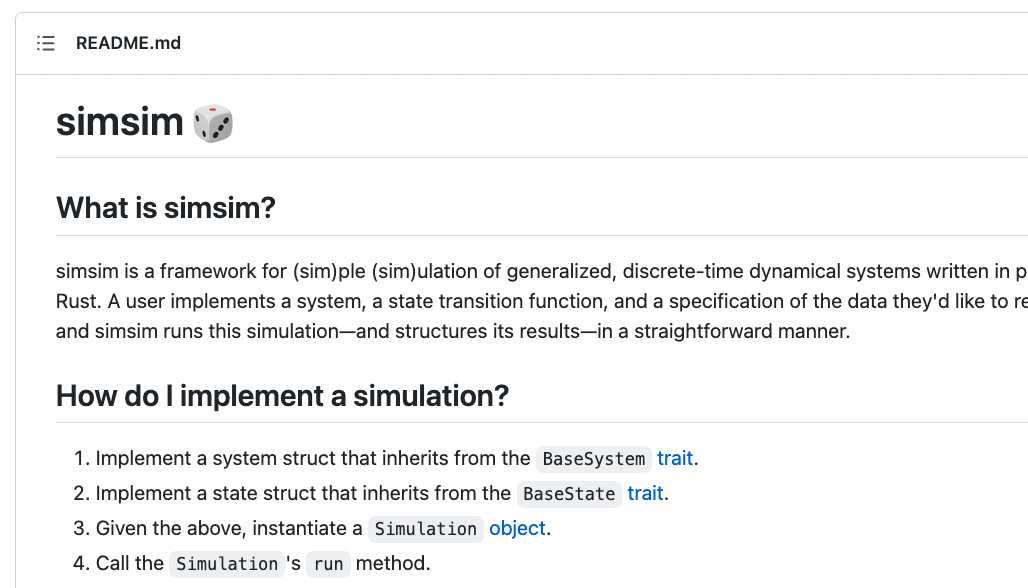 README.md
simsim 🎲
What is simsim?
simsim is a framework for (sim)ple (sim)ulation of generalized, discrete-time dynamical systems written in
Rust. A user implements a system, a state transition function, and a specification of the data they'd like to
and simsim runs this simulation—and structures its results—in a straightforward manner.
How do I implement a simulation?
1. Implement a system struct that inherits from the BaseSystem trait.
2. Implement a state struct that inherits from the BaseState trait.
3. Given the above, instantiate a Simulation object.
4. Call the Simulation's run method.